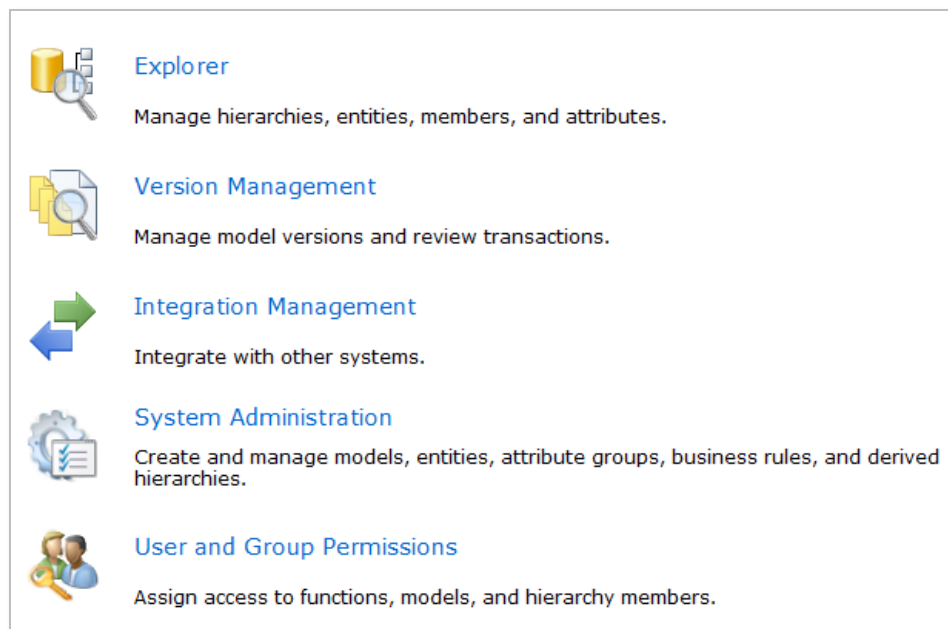 Explorer
Manage hierarchies, entities, members, and attributes.
Version Management
Manage model versions and review transactions.
Integration Management
Integrate with other systems.
System Administration
Create and manage models, entities, attribute groups, business rules, and derived
hierarchies.
User and Group Permissions
Assign access to functions, models, and hierarchy members.